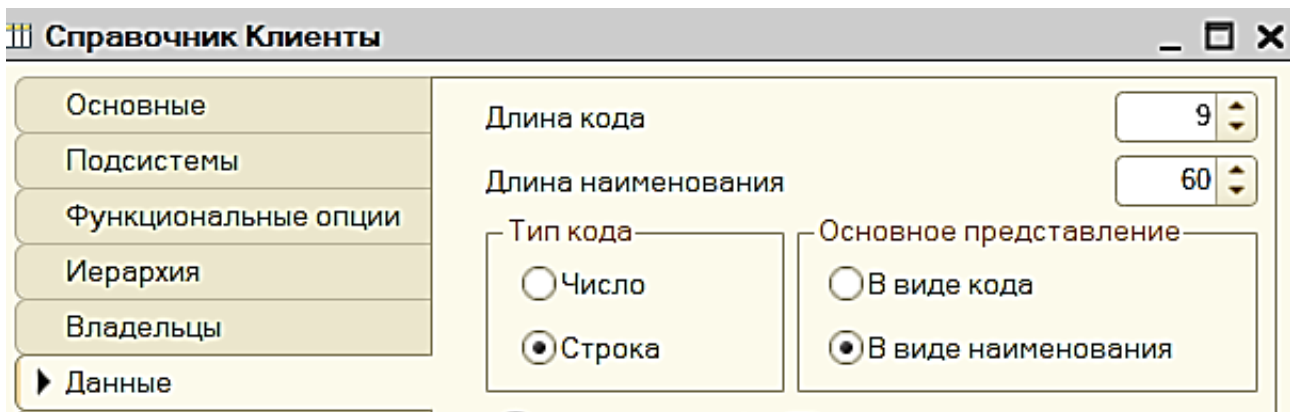 Справочник Клиенты
Основные
Подсистемы
Функциональные опции
Иерархия
Владельцы
Данные
Длина кода 9
Длина наименования 60
Тип кода
Число
Строка
Основное представление
В виде кода
В виде наименования